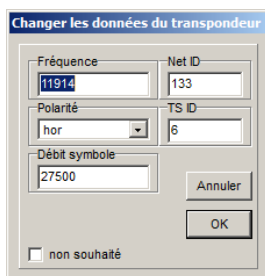 Changer les données du transpondeur
Fréquence
Net ID
11914
133
Polarité
TS ID
hor
6
Débit symbole
27500
Annuler
OK
non souhaité